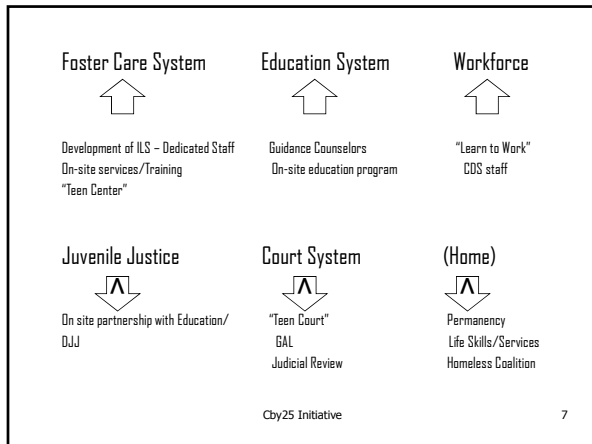 Foster Care System
Education System
Workforce
Development of ILS – Dedicated Staff
On-site services/Training
"Teen Center"
Guidance Counselors
On-site education program
"Learn to Work"
CDS staff
Juvenile Justice
Court System
(Home)
^
^
^
On site partnership with Education/
DJJ
"Teen Court"
GAL
Judicial Review
Permanency
Life Skills/Services
Homeless Coalition
Cby25 Initiative
7